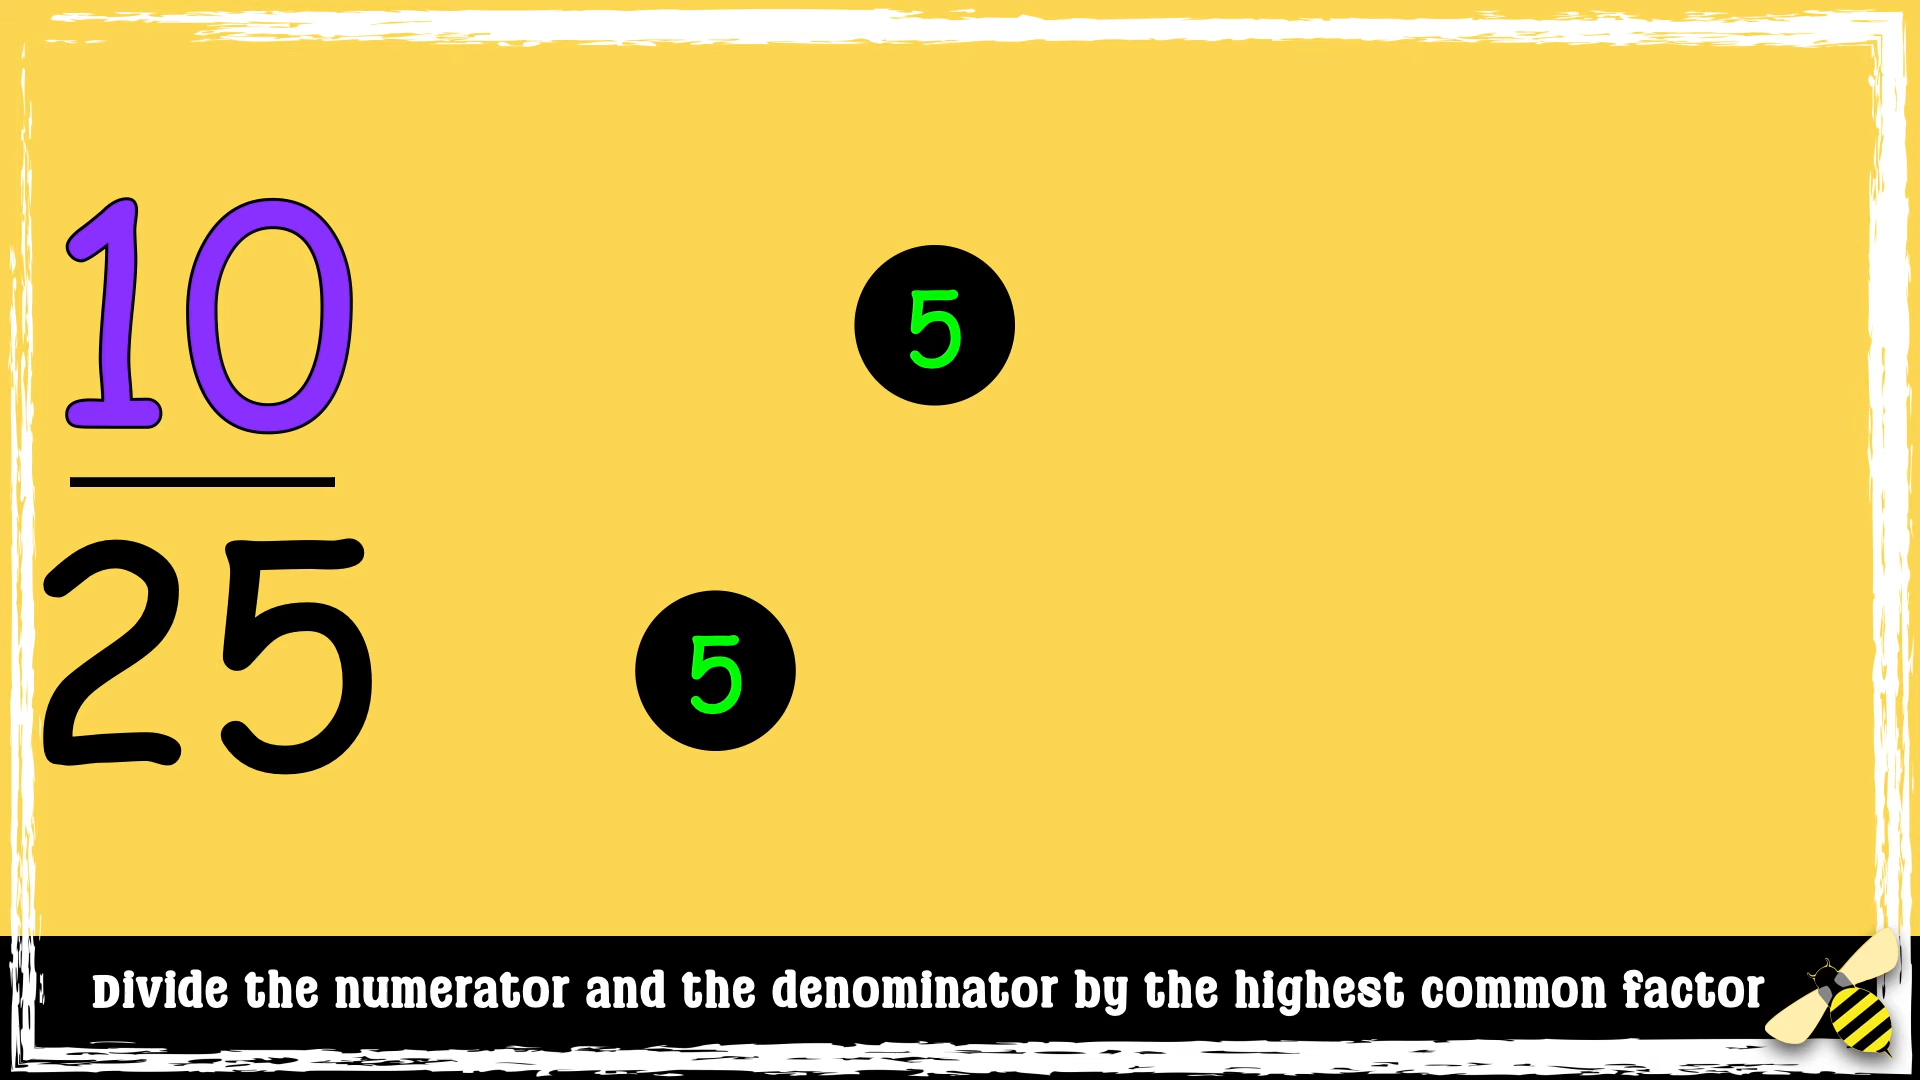 10
5
25
5
Divide the numerator and the denominator by the highest common factor